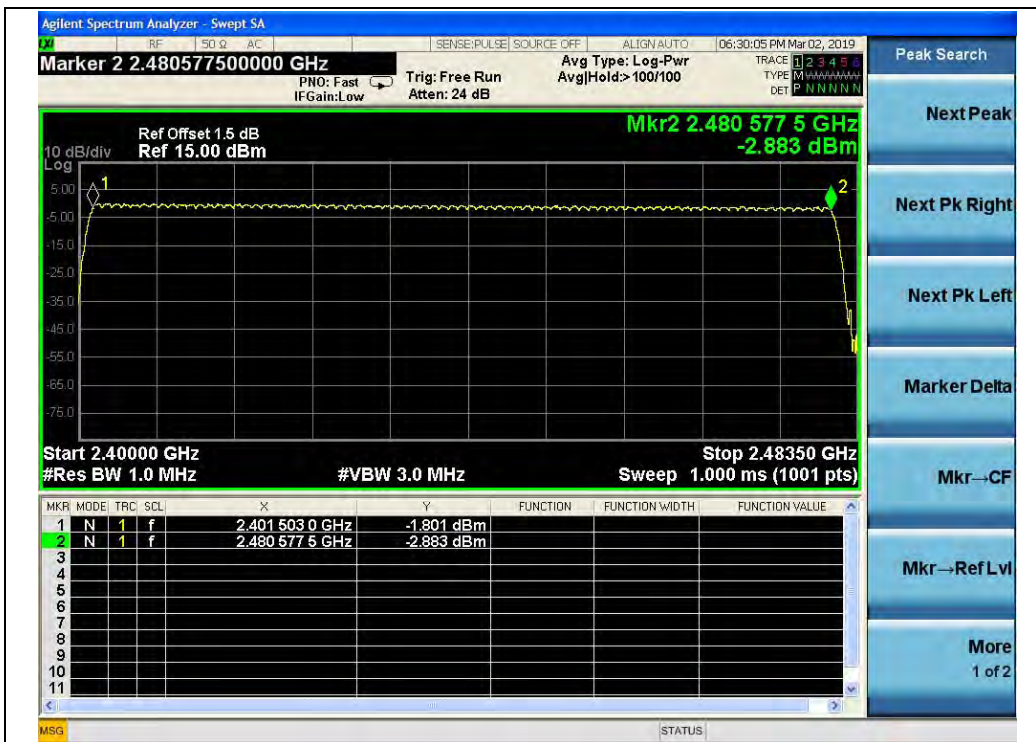 Agilent Spectrum Analyzer - Swept SA
LXI RF 50 Ω AC SENSE:PULSE SOURCE OFF ALIGNAUTO 06:30:05 PM Mar 02, 2019
Marker 2 2.480577500000 GHz
PNO: Fast
IFGain:Low
Trig: Free Run
Atten: 24 dB
Avg Type: Log-Pwr
Avg|Hold:>100/100
TRACE 1 2 3 4 5 6
TYPE M
DET P N N N N N
Peak Search
Mkr2 2.480 577 5 GHz
-2.883 dBm
Ref Offset 1.5 dB
10 dB/div Ref 15.00 dBm
Log
1
2
5.00
-5.00
-15.0
-25.0
-35.0
-45.0
-55.0
-65.0
-75.0
Start 2.40000 GHz Stop 2.48350 GHz
#Res BW 1.0 MHz #VBW 3.0 MHz Sweep 1.000 ms (1001 pts)
MKR MODE TRC SCL X Y FUNCTION FUNCTION WIDTH FUNCTION VALUE
1 N 1 f 2.401 503 0 GHz -1.801 dBm
2 N 1 f 2.480 577 5 GHz -2.883 dBm
3
4
5
6
7
8
9
10
11
Next Peak
Next Pk Right
Next Pk Left
Marker Delta
Mkr→CF
Mkr→Ref Lvl
More
1 of 2
MSG STATUS